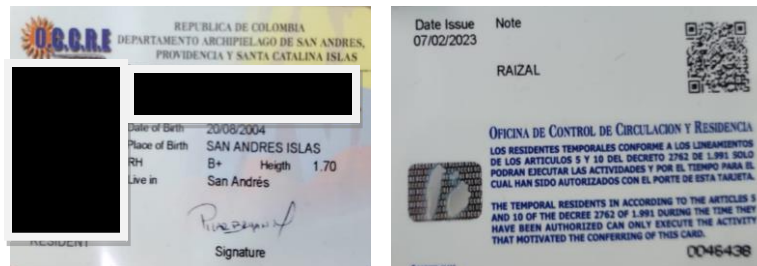 O.C.C.R.E
REPUBLICA DE COLOMBIA
DEPARTAMENTO ARCHIPIELAGO DE SAN ANDRES,
PROVIDENCIA Y SANTA CATALINA ISLAS
Date of Birth 20/08/2004
Place of Birth SAN ANDRES ISLAS
RH B+ Heigth 1.70
Live in San Andrés
RESIDENT
Signature
Date Issue Note
07/02/2023
RAIZAL
OFICINA DE CONTROL DE CIRCULACION Y RESIDENCIA
LOS RESIDENTES TEMPORALES CONFORME A LOS LINEAMIENTOS
DE LOS ARTICULOS 5 Y 10 DEL DECRETO 2762 DE 1.991 SOLO
PODRAN EJECUTAR LAS ACTIVIDADES Y POR EL TIEMPO PARA EL
CUAL HAN SIDO AUTORIZADOS CON EL PORTE DE ESTA TARJETA.
THE TEMPORAL RESIDENTS IN ACCORDING TO THE ARTICLES 5
AND 10 OF THE DECREE 2762 OF 1.991 DURING THE TIME THEY
HAVE BEEN AUTHORIZED CAN ONLY EXECUTE THE ACTIVITY
THAT MOTIVATED THE CONFERRING OF THIS CARD.
0046438